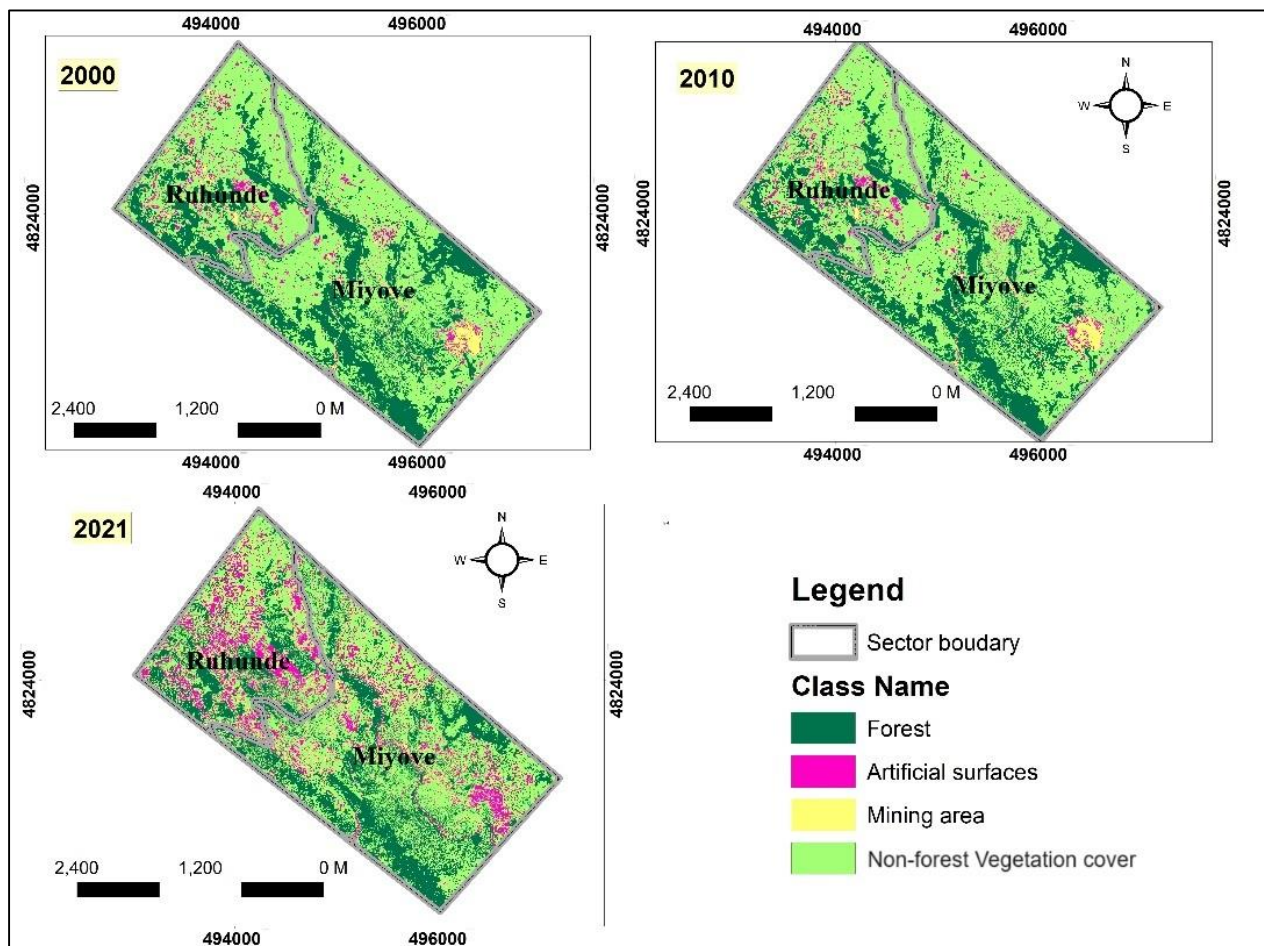 494000 496000
2000
4824000
4824000
Ruhunde
Miyove
2,400 1,200 0 M
494000 496000
494000 496000
2010
N
W E
S
4824000
4824000
Ruhunde
Miyove
2,400 1,200 0 M
494000 496000
494000 496000
2021
N
W E
S
4824000
4824000
Ruhunde
Miyove
2,400 1,200 0 M
494000 496000
Legend
Sector boudary
Class Name
Forest
Artificial surfaces
Mining area
Non-forest Vegetation cover